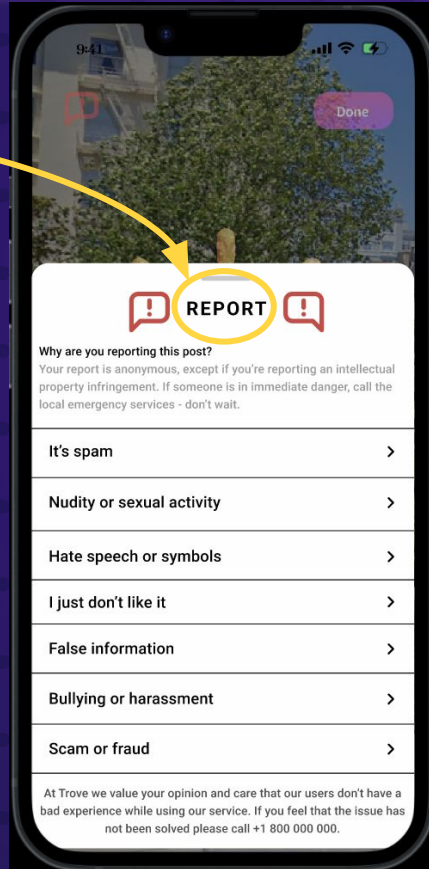 9:41
Done
REPORT
Why are you reporting this post?
Your report is anonymous, except if you're reporting an intellectual
property infringement. If someone is in immediate danger, call the
local emergency services - don't wait.
It's spam
Nudity or sexual activity
Hate speech or symbols
I just don't like it
False information
Bullying or harassment
Scam or fraud
At Trove we value your opinion and care that our users don't have a
bad experience while using our service. If you feel that the issue has
not been solved please call +1 800 000 000.